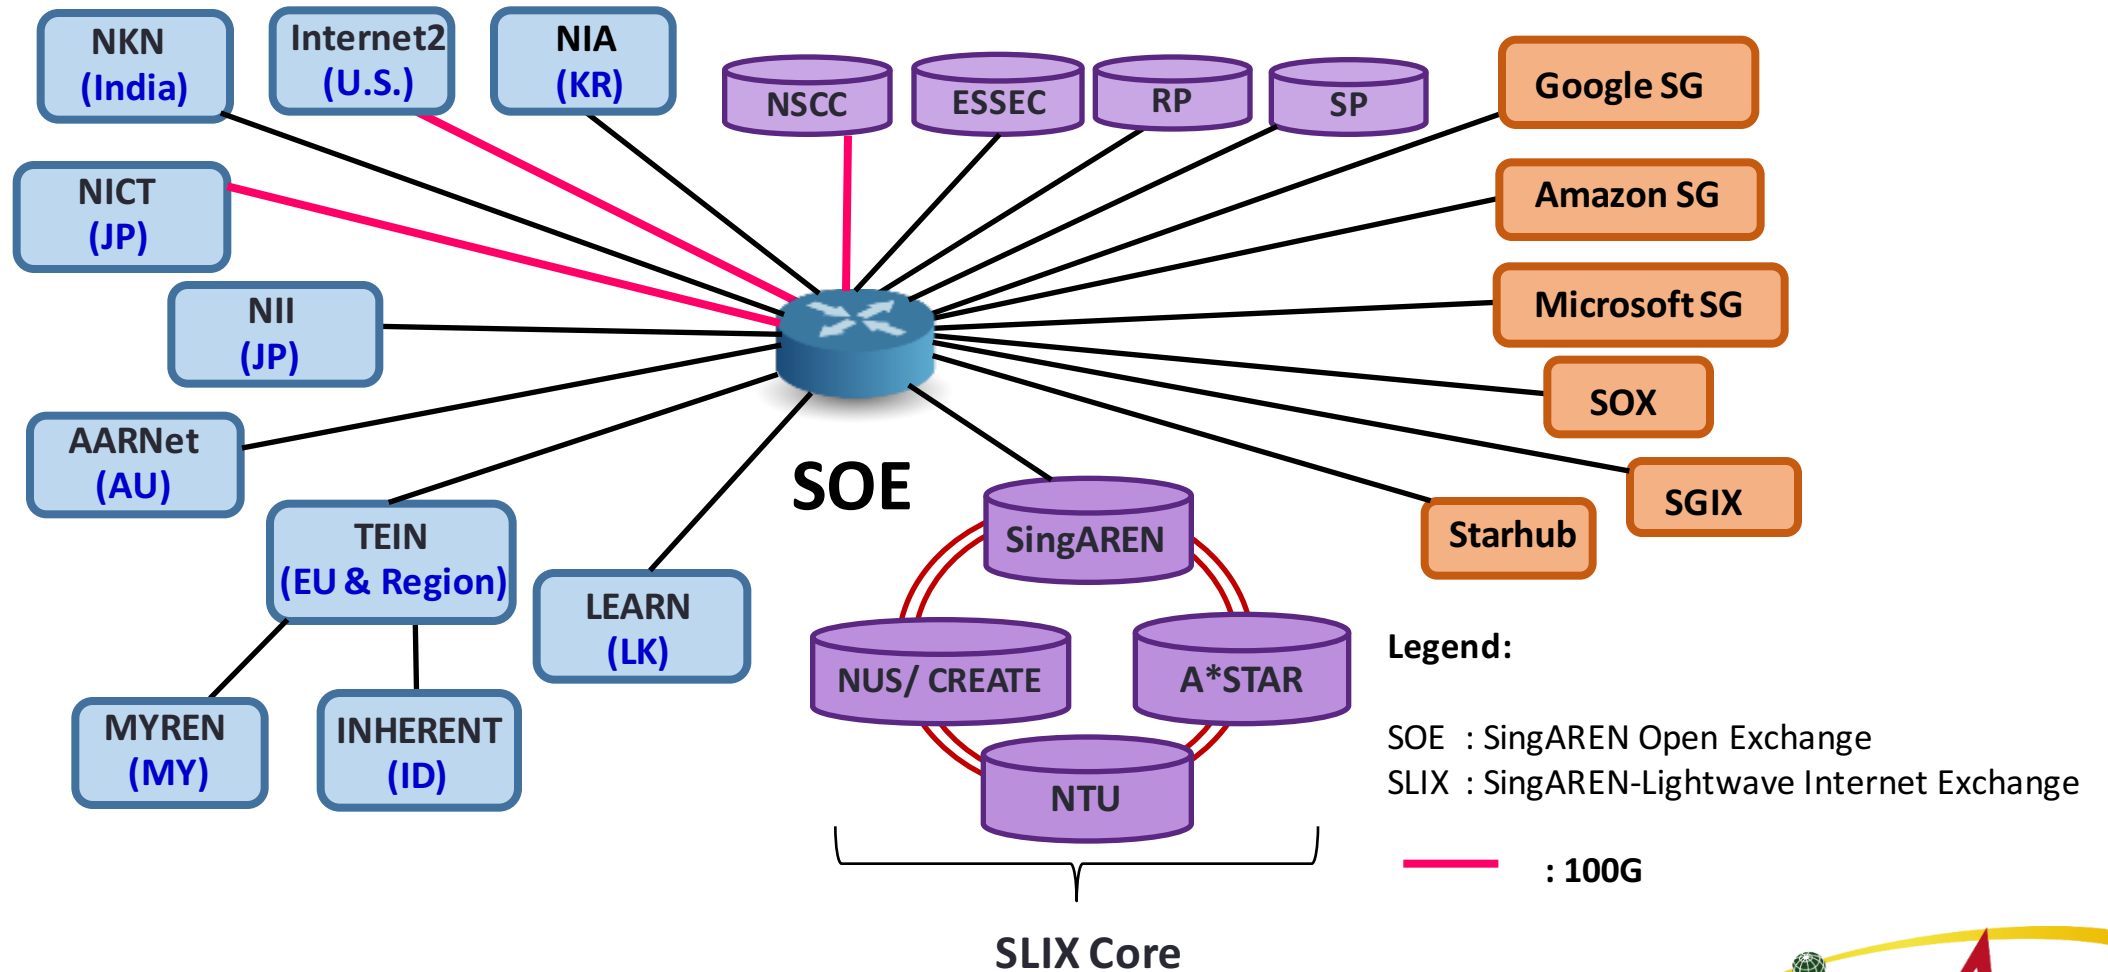 NKN
(India)
Internet2
(U.S.)
NIA
(KR)
NSCC
ESSEC
RP
SP
Google SG
NICT
(JP)
Amazon SG
NII
(JP)
Microsoft SG
SOX
AARNet
(AU)
SOE
SGIX
Starhub
TEIN
(EU & Region)
SingAREN
LEARN
(LK)
NUS/ CREATE
A*STAR
MYREN
(MY)
INHERENT
(ID)
NTU
SLIX Core
Legend:
SOE : SingAREN Open Exchange
SLIX : SingAREN-Lightwave Internet Exchange
: 100G